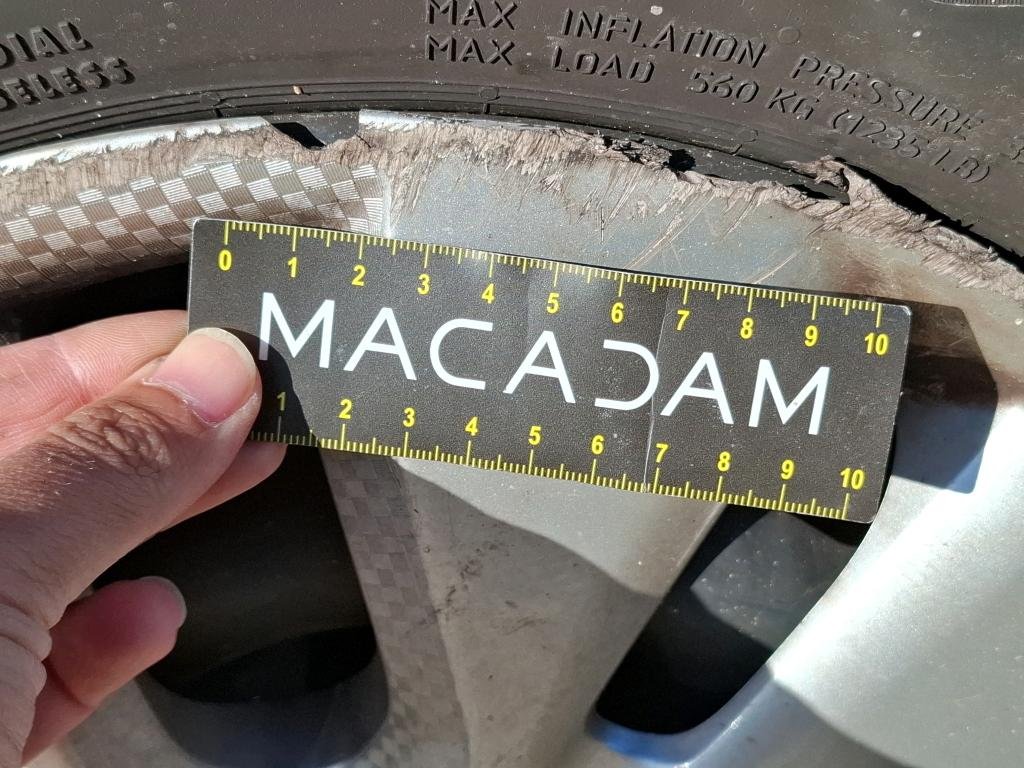 DIAL
BELESS
MAX INFLATION PRESSURE
MAX LOAD 560 KG (1235 LB)
0 1 2 3 4 5 6 7 8 9 10
MACADAM
1 2 3 4 5 6 7 8 9 10